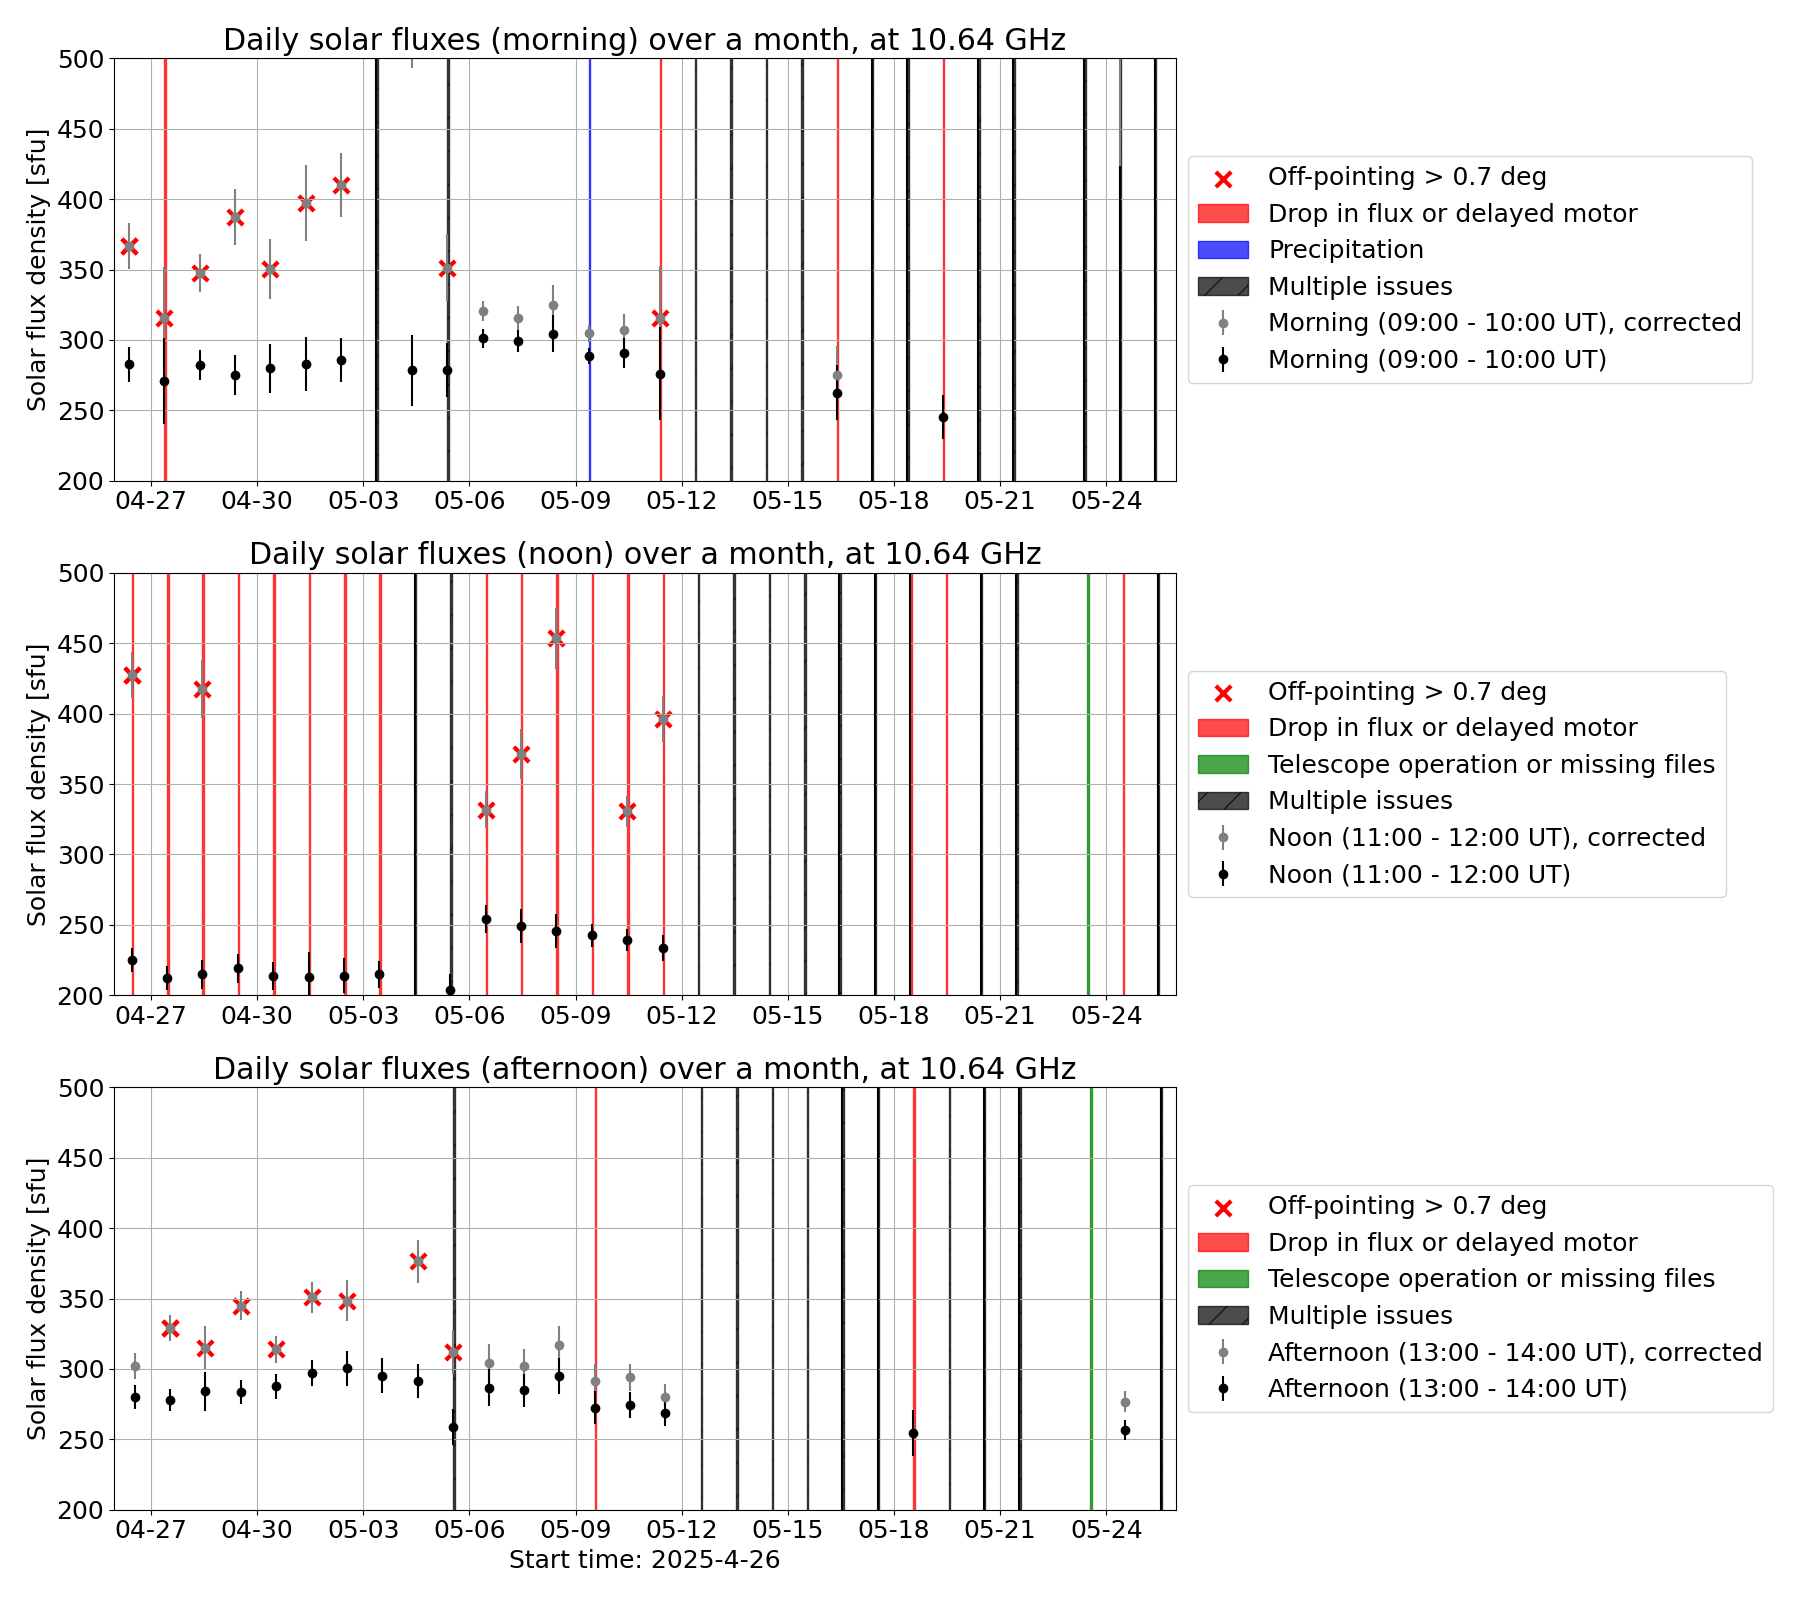 Daily solar fluxes (morning) over a month, at 10.64 GHz
Solar flux density [sfu]
500
450
400
350
300
250
200
04-27 04-30 05-03 05-06 05-09 05-12 05-15 05-18 05-21 05-24
Off-pointing > 0.7 deg
Drop in flux or delayed motor
Precipitation
Multiple issues
Morning (09:00 - 10:00 UT), corrected
Morning (09:00 - 10:00 UT)
Daily solar fluxes (noon) over a month, at 10.64 GHz
Solar flux density [sfu]
500
450
400
350
300
250
200
04-27 04-30 05-03 05-06 05-09 05-12 05-15 05-18 05-21 05-24
Off-pointing > 0.7 deg
Drop in flux or delayed motor
Telescope operation or missing files
Multiple issues
Noon (11:00 - 12:00 UT), corrected
Noon (11:00 - 12:00 UT)
Daily solar fluxes (afternoon) over a month, at 10.64 GHz
Solar flux density [sfu]
500
450
400
350
300
250
200
04-27 04-30 05-03 05-06 05-09 05-12 05-15 05-18 05-21 05-24
Start time: 2025-4-26
Off-pointing > 0.7 deg
Drop in flux or delayed motor
Telescope operation or missing files
Multiple issues
Afternoon (13:00 - 14:00 UT), corrected
Afternoon (13:00 - 14:00 UT)